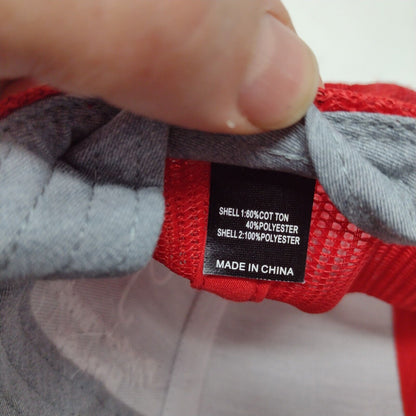 SHELL 1:60%COT TON
40%POLYESTER
SHELL 2:100%POLYESTER
MADE IN CHINA